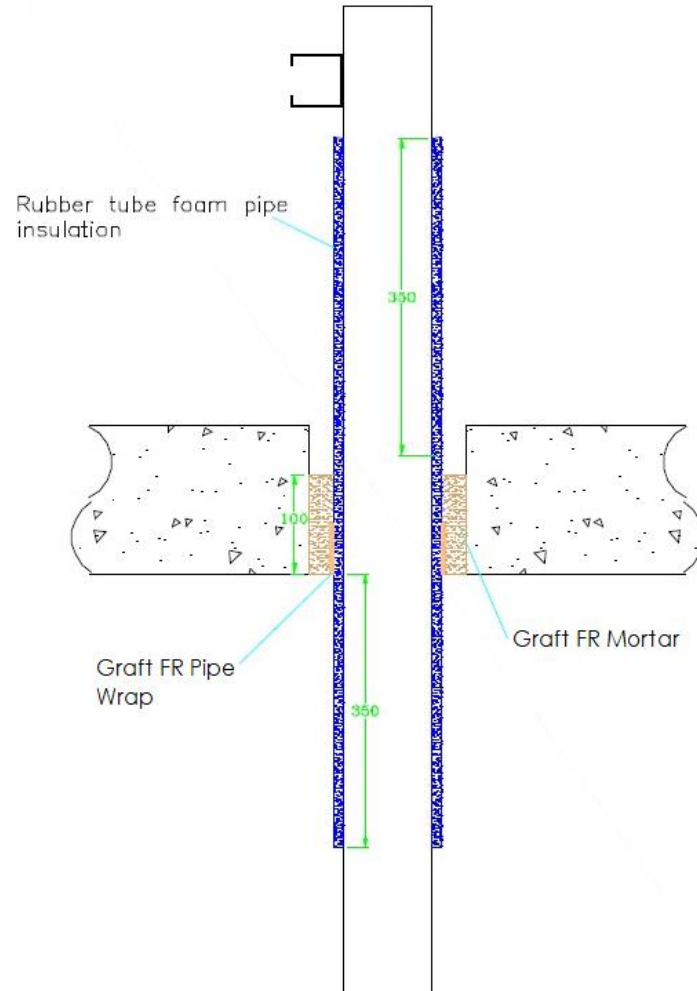 Rubber tube foam pipe
insulation
350
100
Graft FR Mortar
Graft FR Pipe
Wrap
350